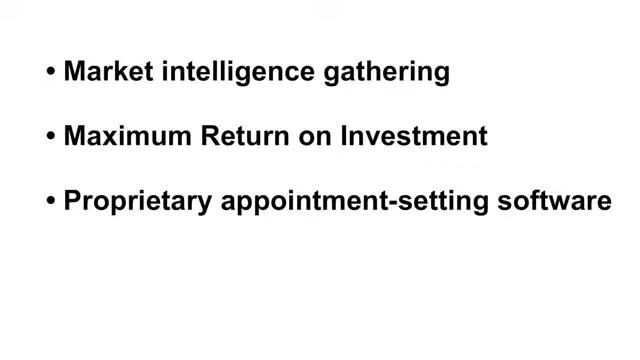 • Market intelligence gathering
• Maximum Return on Investment
• Proprietary appointment-setting software